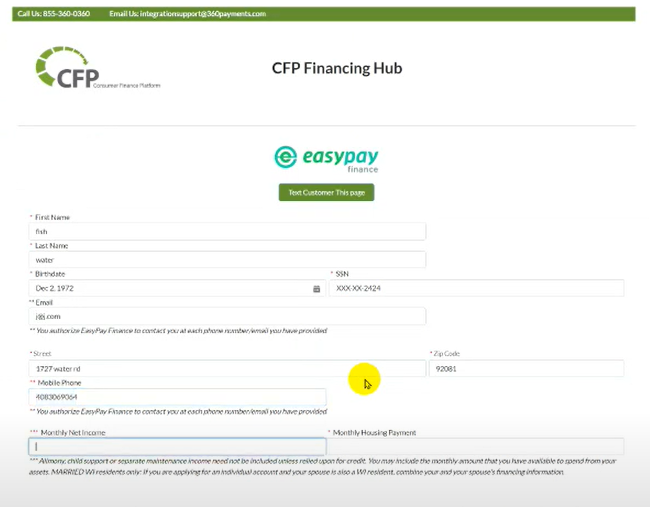 Call Us: 855-360-0360 Email Us: integrationsupport@360payments.com
CFP
Consumer Finance Platform
CFP Financing Hub
easypay
finance
Text Customer This page
* First Name
fish
* Last Name
water
* Birthdate * SSN
Dec 2, 1972 XXX-XX-2424
** Email
j@j.com
** You authorize EasyPay Finance to contact you at each phone number/email you have provided
* Street * Zip Code
1727 water rd 92081
** Mobile Phone
4083069064
** You authorize EasyPay Finance to contact you at each phone number/email you have provided
*** Monthly Net Income * Monthly Housing Payment
*** Alimony, child support or separate maintenance income need not be included unless relied upon for credit. You may include the monthly amount that you have available to spend from your
assets. MARRIED WI residents only: If you are applying for an individual account and your spouse is also a WI resident, combine your and your spouse's financing information.